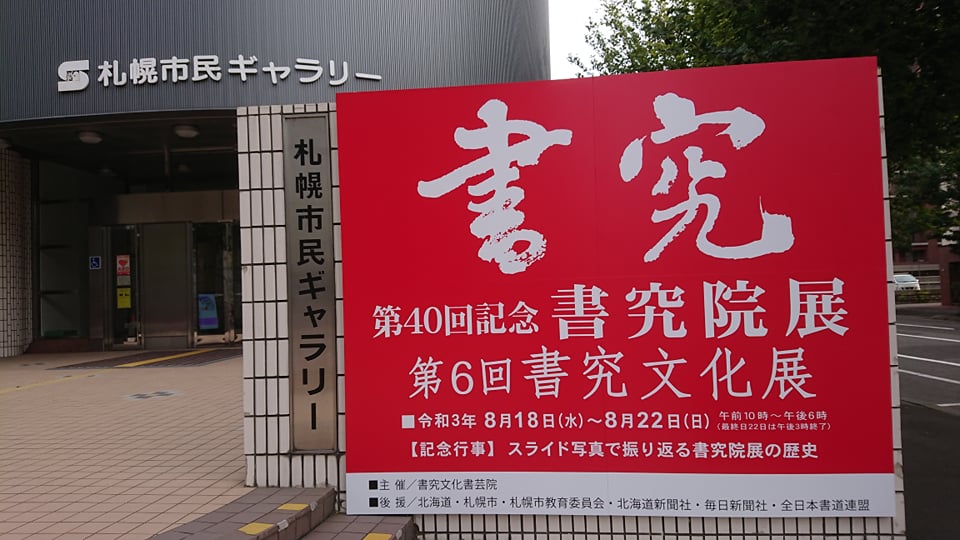 札幌市民ギャラリー
札幌市民ギャラリー
書究
第40回記念 書究院展
第6回書究文化展
■令和3年 8月18日(水)〜8月22日(日) 午前10時〜午後6時
(最終日22日は午後3時終了)
【記念行事】 スライド写真で振り返る書究院展の歴史
■主 催/書究文化書芸院
■後 援/北海道・札幌市・札幌市教育委員会・北海道新聞社・毎日新聞社・全日本書道連盟